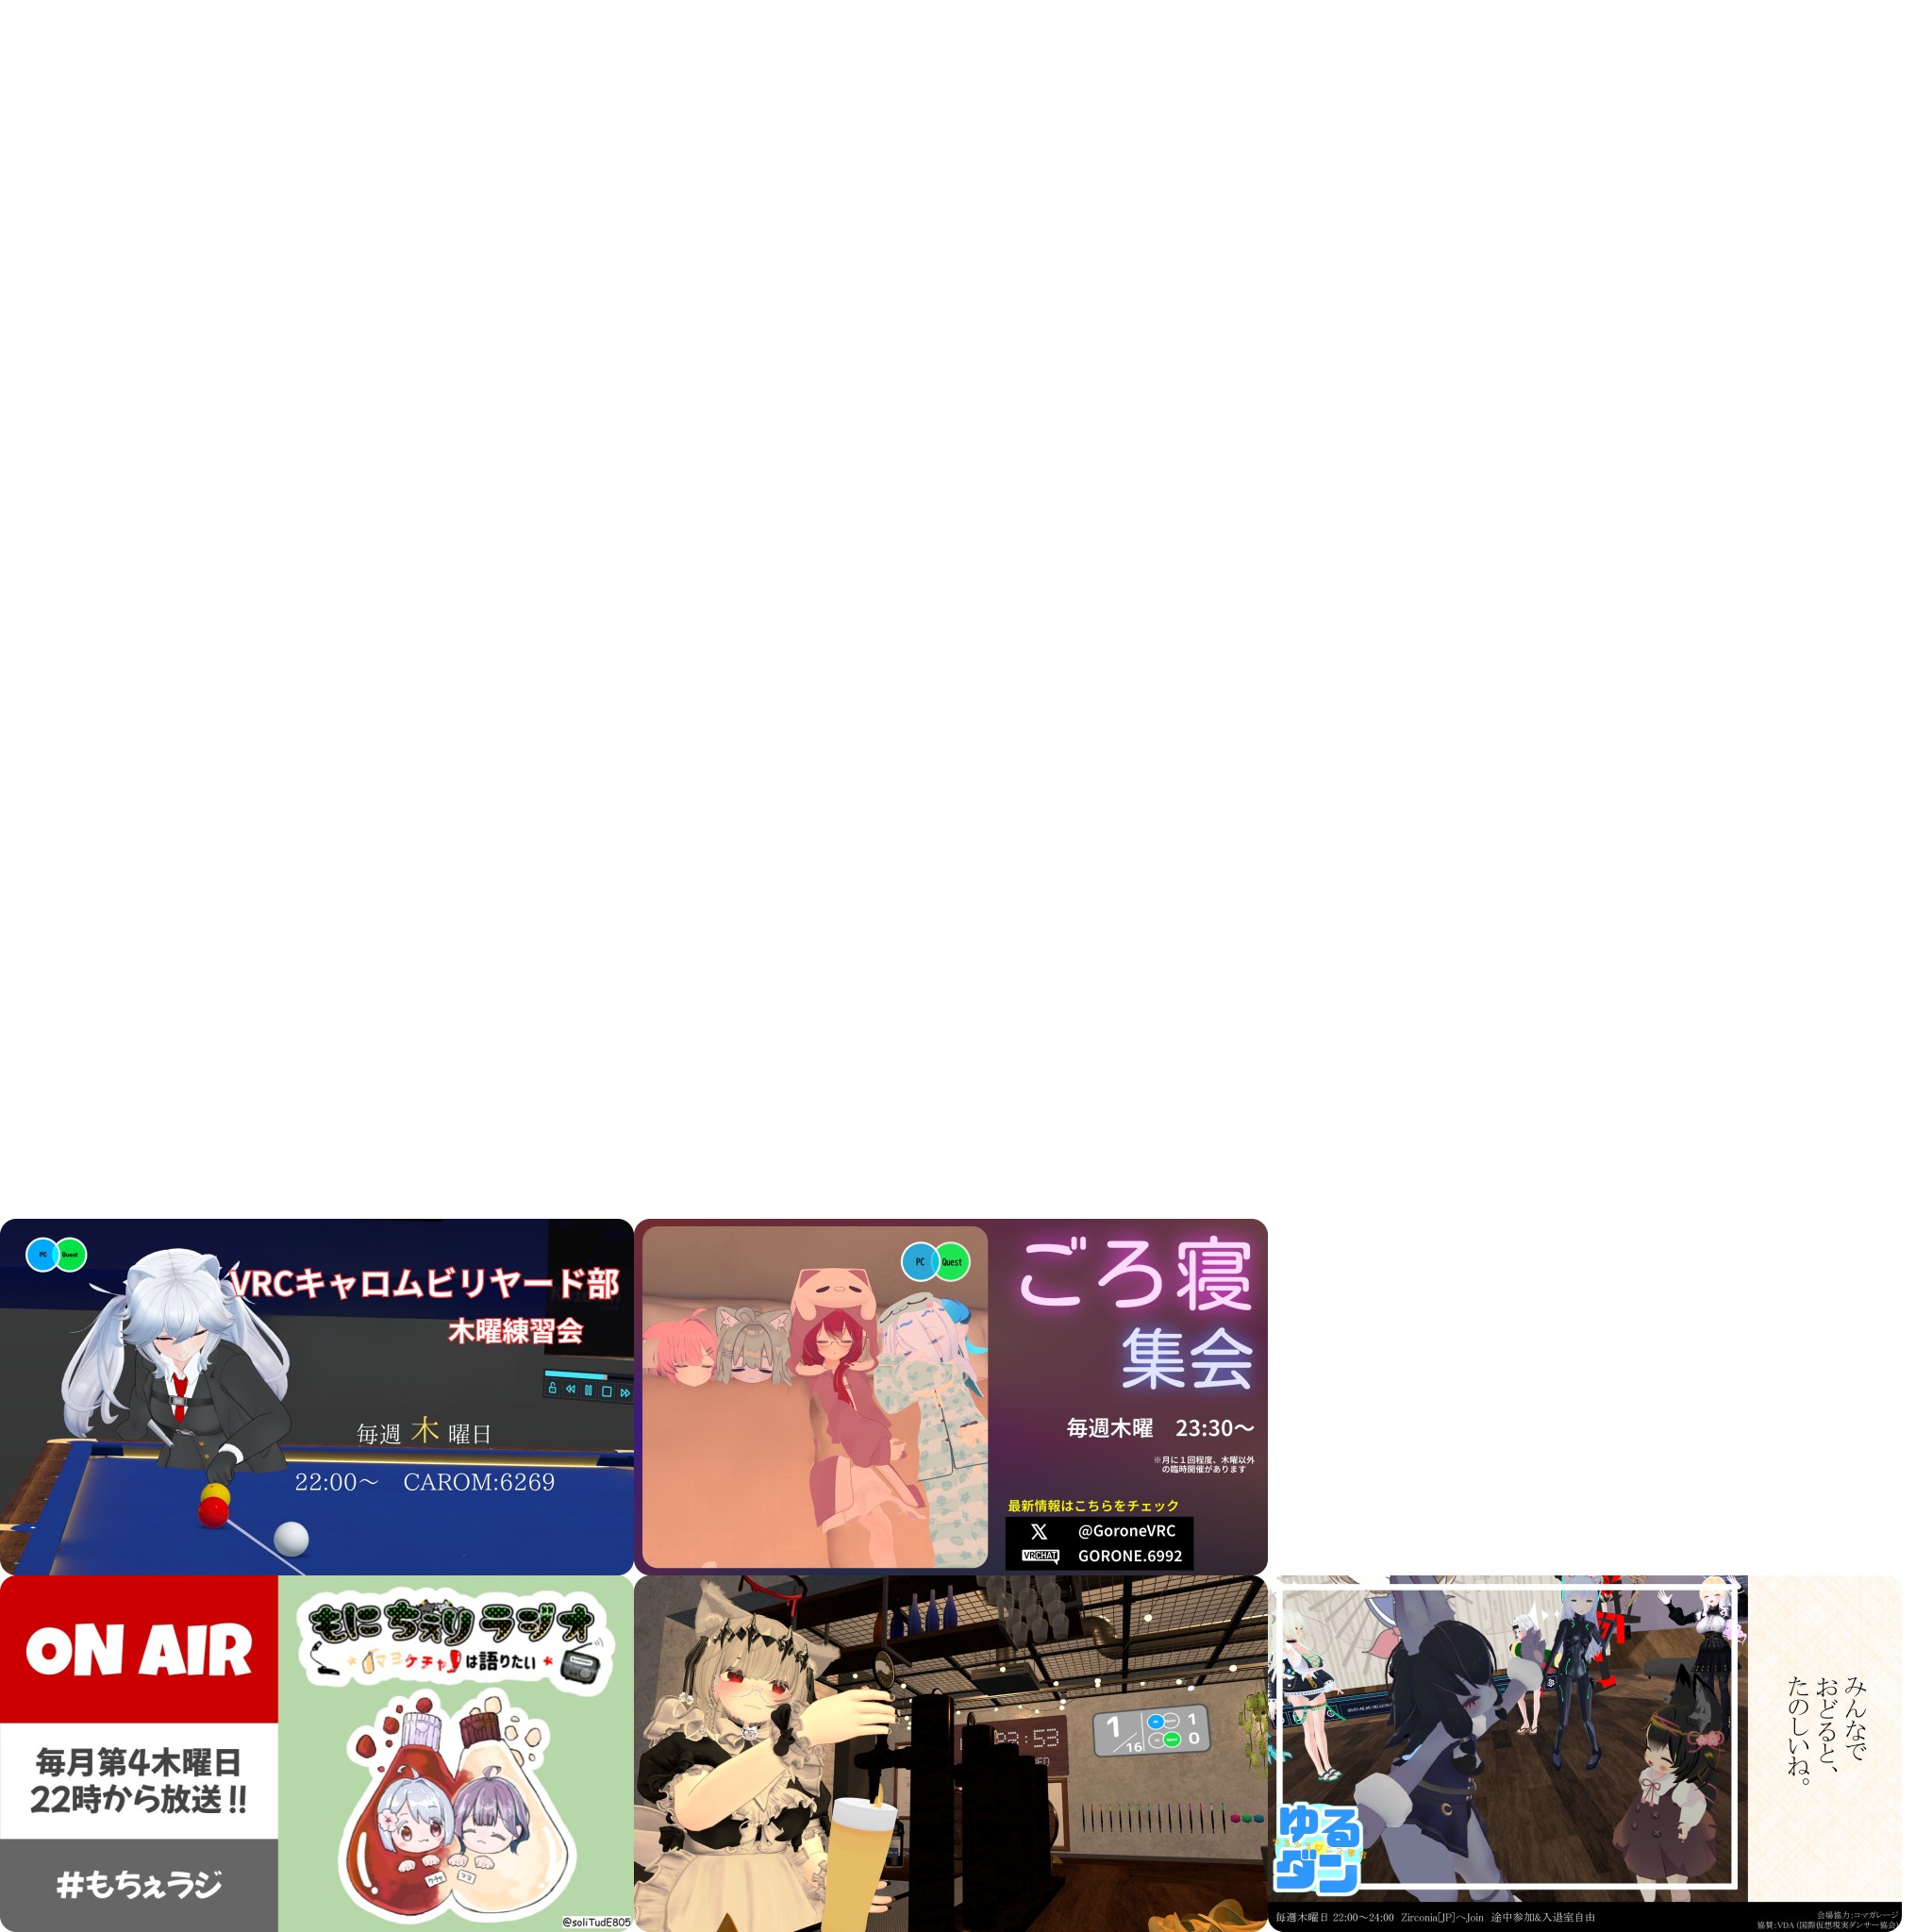 PC Quest
VRCキャロムビリヤード部
木曜練習会
毎週 木 曜日
22:00～ CAROM:6269
PC Quest
ごろ寝
集会
毎週木曜 23:30～
※月に１回程度、木曜以外
の臨時開催があります
最新情報はこちらをチェック
X @GoroneVRC
VRCHAT GORONE.6992
ON AIR
毎月第4木曜日
22時から放送!!
#もちぇラジ
もにちぇりラジオ
マヨケチャは語りたい
ケチャ
マヨ
@soliTudE805
1/16
1
0
みんなで
おどると、
たのしいね。
ゆる
ダン
毎週木曜日 22:00～24:00 Zirconia[JP]へJoin 途中参加&入退室自由
会場協力:コマガレージ
協賛:VDA (国際仮想現実ダンサー協会)